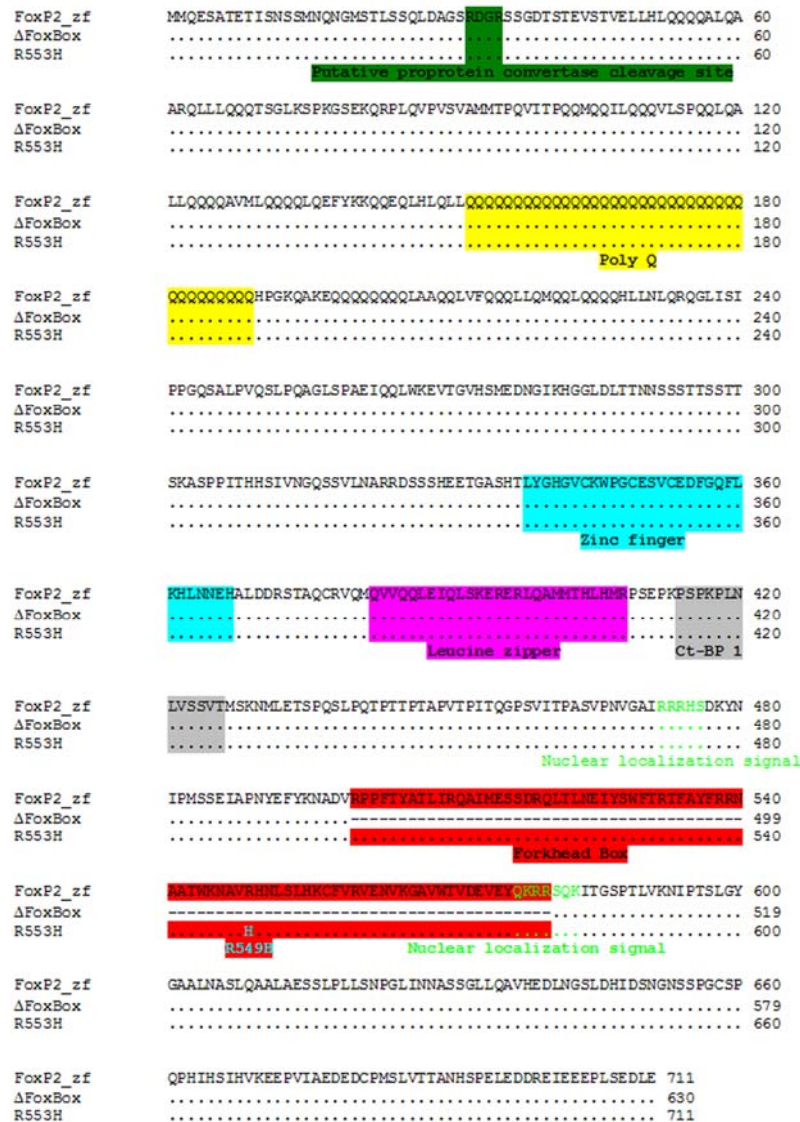 FoxP2_zf MMQESATETISNSSMNQNGMSTLSSQLDAGSRDGRSSGDTSTEVSTVELLHLQQQQALQA 60
ΔFoxBox ............................................................ 60
R553H ............................................................ 60
Putative proprotein convertase cleavage site
FoxP2_zf ARQLLLQQQTSGLKSPKGSEKQRPLQVPVSVAMMTPQVITPQQMQQILQQQVLSPQQLQA 120
ΔFoxBox ............................................................ 120
R553H ............................................................ 120
FoxP2_zf LLQQQQAVMLQQQQLQEFYKKQQEQLHLQLLQQQQQQQQQQQQQQQQQQQQQQQQQQQQQ 180
ΔFoxBox ............................................................ 180
R553H ............................................................ 180
Poly Q
FoxP2_zf QQQQQQQQQHPGKQAKEQQQQQQQQLAAQQLVFQQQLLQMQQLQQQQHLLNLQRQGLISI 240
ΔFoxBox ............................................................ 240
R553H ............................................................ 240
FoxP2_zf PPGQSALPVQSLPQAGLSPAEIQQLWKEVTGVHSMEDNGIKHGGLDLTTNNSSSTTSSTT 300
ΔFoxBox ............................................................ 300
R553H ............................................................ 300
FoxP2_zf SKASPPITHHSIVNGQSSVLNARRDSSSHEETGASHTLYGHGVCKWPGCESVCEDFGQFL 360
ΔFoxBox ............................................................ 360
R553H ............................................................ 360
Zinc finger
FoxP2_zf KHLNNEHALDDRSTAQCRVQMQVVQQLEIQLSKERERLQAMMTHLHMRPSEPKPSPKPLN 420
ΔFoxBox ............................................................ 420
R553H ............................................................ 420
Leucine zipper Ct-BP 1
FoxP2_zf LVSSVTMSKNMLETSPQSLPQTPTTPTAPVTPITQGPSVITPASVPNVGAIRRRHSDKYN 480
ΔFoxBox ............................................................ 480
R553H ............................................................ 480
Nuclear localization signal
FoxP2_zf IPMSSEIAPNYEFYKNADVRPPFTYATLIRQAIMESSDRQLTLNEIYSWFTRTFAYFRRN 540
ΔFoxBox ...................----------------------------------------- 499
R553H ............................................................ 540
Forkhead Box
FoxP2_zf AATWKNAVRHNLSLHKCFVRVENVKGAVWTVDEVEYQKRRSQKITGSPTLVKNIPTSLGY 600
ΔFoxBox ----------------------------------------.................... 519
R553H ........H................................................... 600
R549H Nuclear localization signal
FoxP2_zf GAALNASLQAALAESSLPLLSNPGLINNASSGLLQAVHEDLNGSLDHIDSNGNSSPGCSP 660
ΔFoxBox ............................................................ 579
R553H ............................................................ 660
FoxP2_zf QPHIHSIHVKEEPVIAEDEDCPMSLVTTANHSPELEDDREIEEEPLSEDLE 711
ΔFoxBox ................................................... 630
R553H ................................................... 711